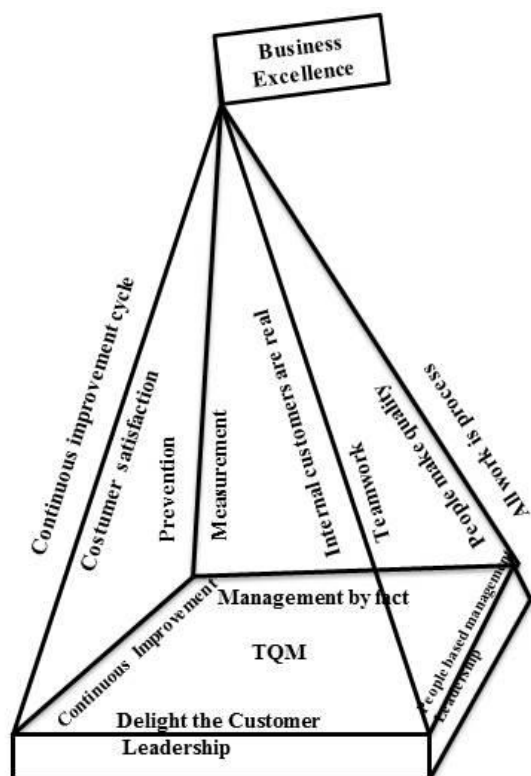 Business
Excellence
Continuous improvement cycle
Costumer satisfaction
Prevention
Measurement
Internal customers are real
Teamwork
People make quality
All work is process
Continuous Improvement
Management by fact
TQM
People based management
Leadership
Delight the Customer
Leadership